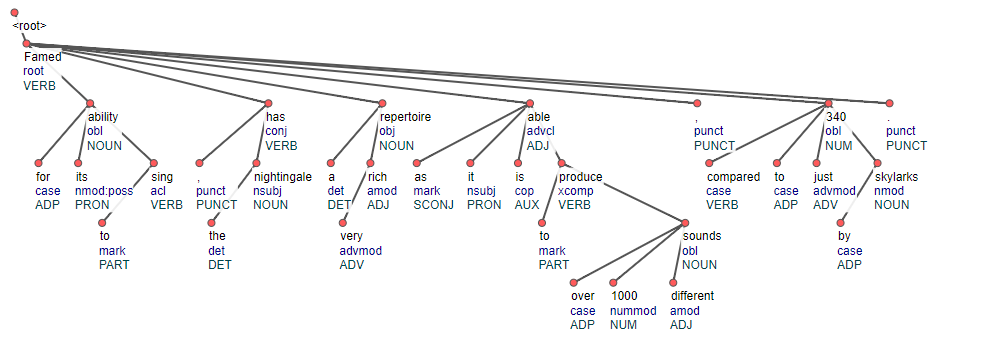 <root>
Famed
root
VERB
ability has repertoire able , 340 .
obl conj obj advcl punct obl punct
NOUN VERB NOUN ADJ PUNCT NUM PUNCT
for its sing , nightingale a rich as it is produce compared to just skylarks
case nmod:poss acl punct nsubj det amod mark nsubj cop xcomp case case advmod nmod
ADP PRON VERB PUNCT NOUN DET ADJ SCONJ PRON AUX VERB VERB ADP ADV NOUN
to the very to sounds by
mark det advmod mark obl case
PART DET ADV PART NOUN ADP
over 1000 different
case nummod amod
ADP NUM ADJ